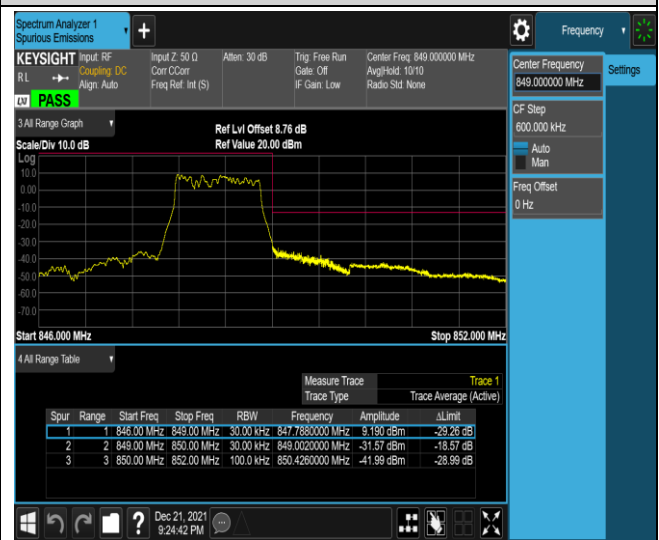 Spectrum Analyzer 1
Spurious Emissions
Frequency
KEYSIGHT
RL
Input: RF
Coupling: DC
Align: Auto
Input Z: 50 Ω
Corr CCorr
Freq Ref: Int (S)
Atten: 30 dB
Trig: Free Run
Gate: Off
IF Gain: Low
Center Freq: 849.000000 MHz
Avg|Hold: 10/10
Radio Std: None
LW PASS
Center Frequency
849.000000 MHz
Settings
CF Step
600.000 kHz
Auto
Man
Freq Offset
0 Hz
3 All Range Graph
Scale/Div 10.0 dB
Ref Lvl Offset 8.76 dB
Ref Value 20.00 dBm
Log
10.0
0.00
-10.0
-20.0
-30.0
-40.0
-50.0
-60.0
-70.0
Start 846.000 MHz Stop 852.000 MHz
4 All Range Table
Measure Trace Trace 1
Trace Type Trace Average (Active)
Spur Range Start Freq Stop Freq RBW Frequency Amplitude ΔLimit
1 1 846.00 MHz 849.00 MHz 30.00 kHz 847.7880000 MHz 9.190 dBm -29.26 dB
2 2 849.00 MHz 850.00 MHz 30.00 kHz 849.0020000 MHz -31.57 dBm -18.57 dB
3 3 850.00 MHz 852.00 MHz 100.0 kHz 850.4260000 MHz -41.99 dBm -28.99 dB
Dec 21, 2021
9:24:42 PM